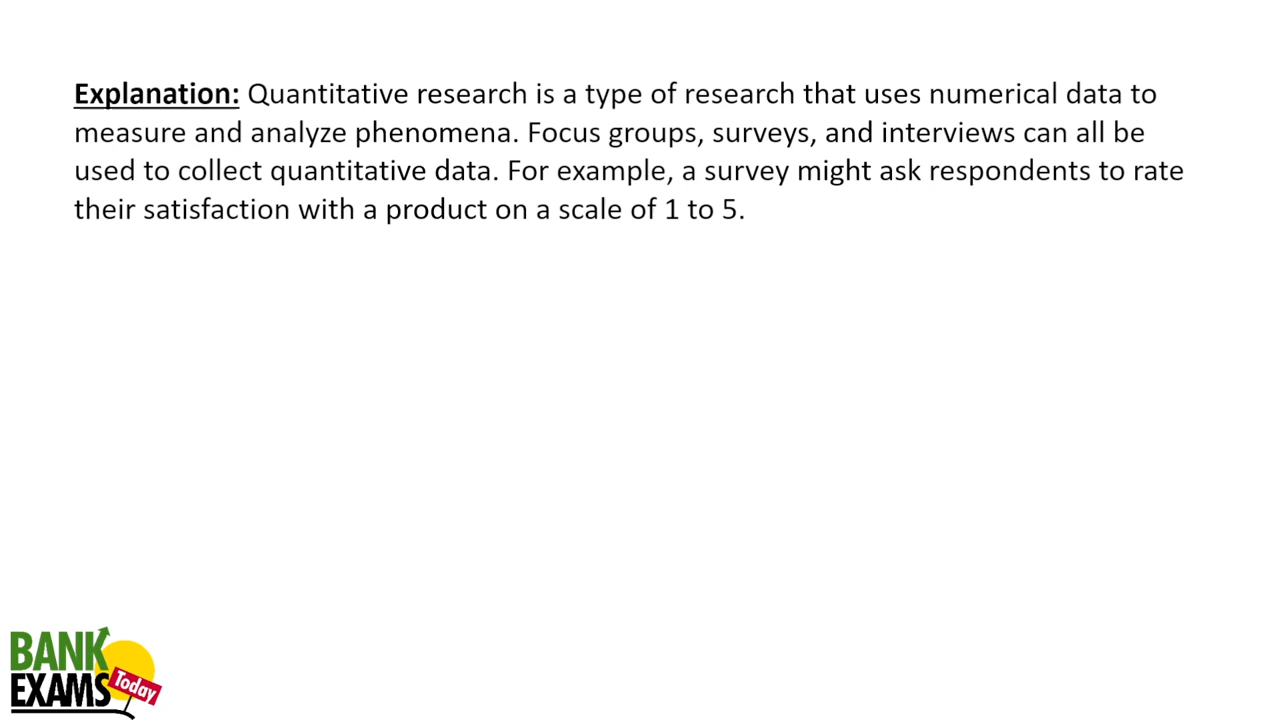 Explanation: Quantitative research is a type of research that uses numerical data to
measure and analyze phenomena. Focus groups, surveys, and interviews can all be
used to collect quantitative data. For example, a survey might ask respondents to rate
their satisfaction with a product on a scale of 1 to 5.
BANK
EXAMS
Today